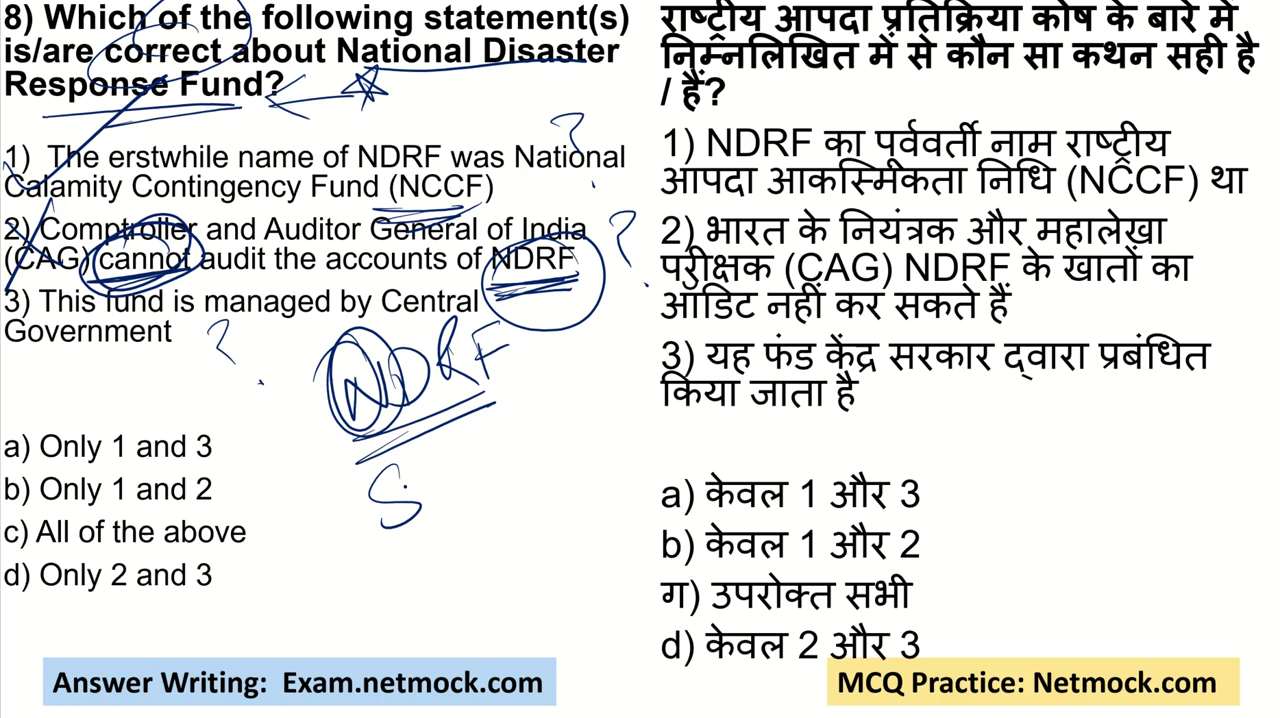 8) Which of the following statement(s)
is/are correct about National Disaster
Response Fund?
1) The erstwhile name of NDRF was National
Calamity Contingency Fund (NCCF)
2) Comptroller and Auditor General of India
(CAG) cannot audit the accounts of NDRF
3) This fund is managed by Central
Government
NDRF
S
a) Only 1 and 3
b) Only 1 and 2
c) All of the above
d) Only 2 and 3
Answer Writing: Exam.netmock.com
राष्ट्रीय आपदा प्रतिक्रिया कोष के बारे में
निम्नलिखित में से कौन सा कथन सही है
/ हैं?
1) NDRF का पूर्ववर्ती नाम राष्ट्रीय
आपदा आकस्मिकता निधि (NCCF) था
2) भारत के नियंत्रक और महालेखा
परीक्षक (CAG) NDRF के खातों का
ऑडिट नहीं कर सकते हैं
3) यह फंड केंद्र सरकार द्वारा प्रबंधित
किया जाता है
a) केवल 1 और 3
b) केवल 1 और 2
ग) उपरोक्त सभी
d) केवल 2 और 3
MCQ Practice: Netmock.com